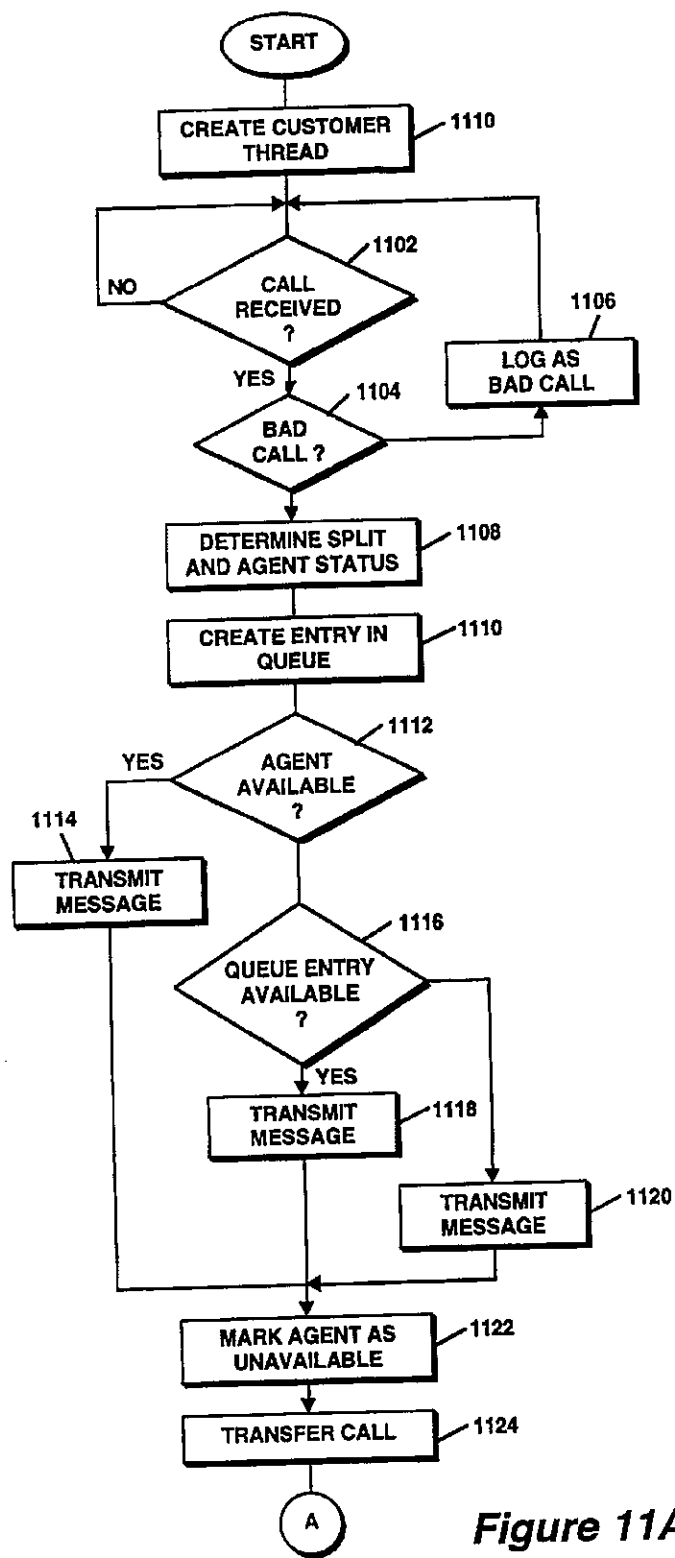 START
CREATE CUSTOMER
THREAD
1110
1102
CALL
RECEIVED
?
NO
YES
1106
LOG AS
BAD CALL
1104
BAD
CALL ?
DETERMINE SPLIT
AND AGENT STATUS
1108
CREATE ENTRY IN
QUEUE
1110
1112
AGENT
AVAILABLE
?
YES
1114
TRANSMIT
MESSAGE
1116
QUEUE ENTRY
AVAILABLE
?
YES
TRANSMIT
MESSAGE
1118
TRANSMIT
MESSAGE
1120
MARK AGENT AS
UNAVAILABLE
1122
TRANSFER CALL
1124
A
Figure 11A